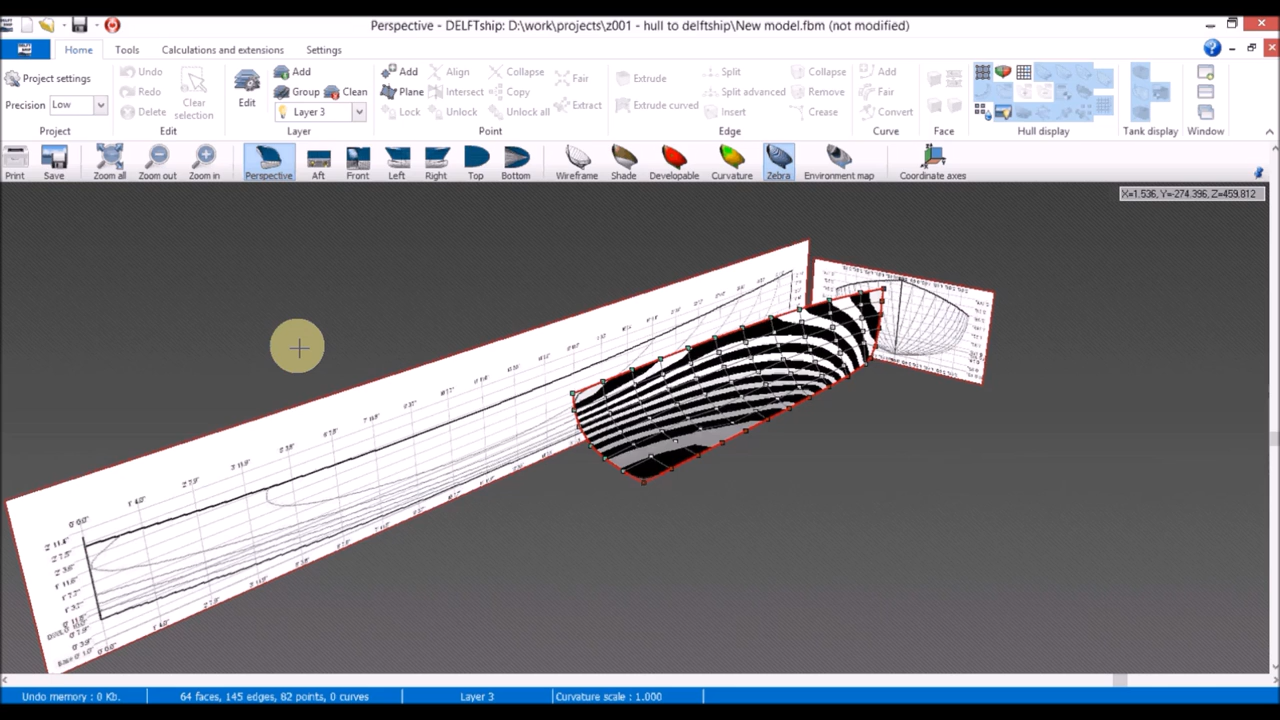 Perspective - DELFTship: D:\work\projects\z001 - hull to delftship\New model.fbm (not modified)
Home Tools Calculations and extensions Settings
Project settings Undo Add Add Align Collapse Fair Extrude Split Collapse Add
Precision Low Redo Clear selection Edit Group Clean Plane Intersect Copy Extrude curved Split advanced Remove Fair
Delete Layer 3 Lock Unlock Unlock all Extract Insert Crease Convert
Project Edit Layer Point Edge Curve Face Hull display Tank display Window
Print Save Zoom all Zoom out Zoom in Perspective Aft Front Left Right Top Bottom Wireframe Shade Developable Curvature Zebra Environment map Coordinate axes
X=1.536, Y=-274.396, Z=459.812
Undo memory : 0 Kb. 64 faces, 145 edges, 82 points, 0 curves Layer 3 Curvature scale : 1.000